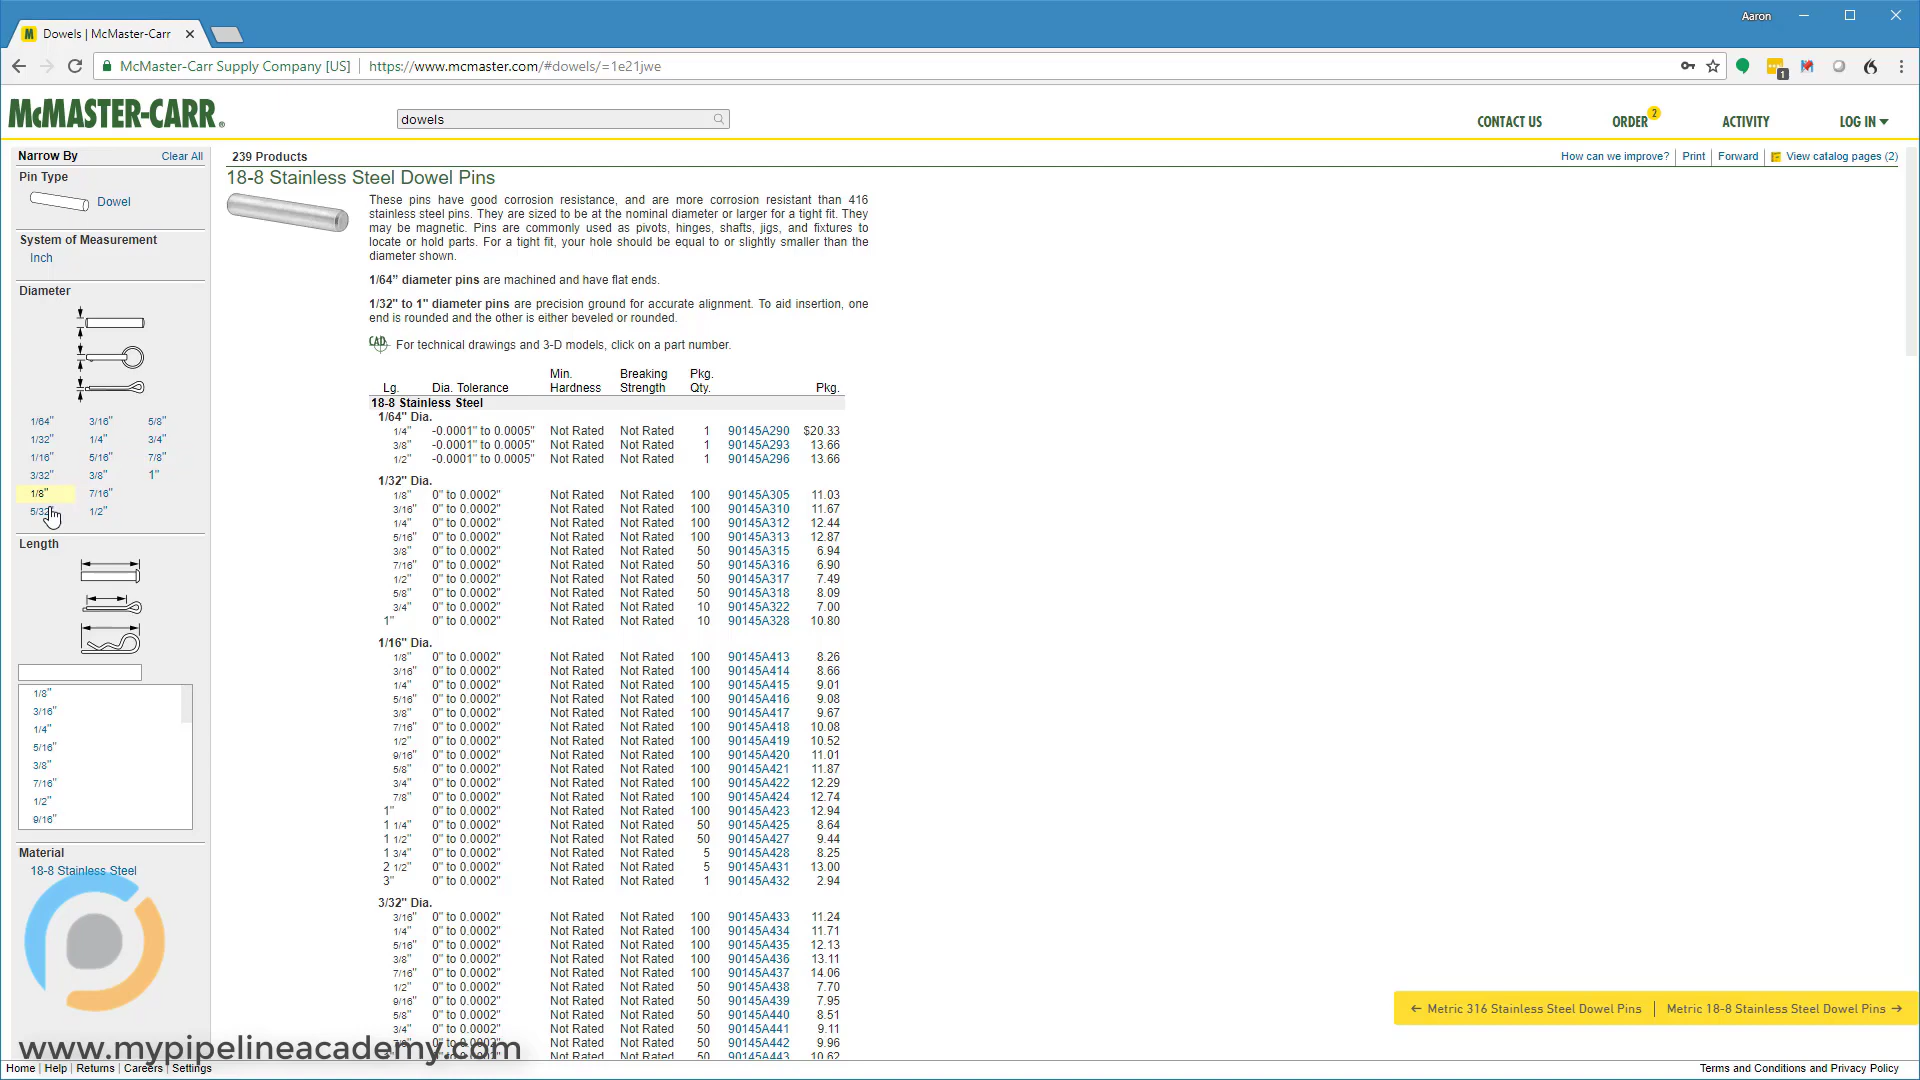 Aaron
Dowels | McMaster-Carr
McMaster-Carr Supply Company [US] https://www.mcmaster.com/#dowels/=1e21jwe
1
McMASTER-CARR.
dowels
CONTACT US ORDER 2 ACTIVITY LOG IN
Narrow By Clear All
Pin Type
Dowel
System of Measurement
Inch
Diameter
1/64" 3/16" 5/8"
1/32" 1/4" 3/4"
1/16" 5/16" 7/8"
3/32" 3/8" 1"
1/8" 7/16"
1/2"
Length
1/8"
3/16"
1/4"
5/16"
3/8"
7/16"
1/2"
9/16"
Material
18-8 Stainless Steel
239 Products
How can we improve? Print Forward View catalog pages (2)
18-8 Stainless Steel Dowel Pins
These pins have good corrosion resistance, and are more corrosion resistant than 416
stainless steel pins. They are sized to be at the nominal diameter or larger for a tight fit. They
may be magnetic. Pins are commonly used as pivots, hinges, shafts, jigs, and fixtures to
locate or hold parts. For a tight fit, your hole should be equal to or slightly smaller than the
diameter shown.
1/64" diameter pins are machined and have flat ends.
1/32" to 1" diameter pins are precision ground for accurate alignment. To aid insertion, one
end is rounded and the other is either beveled or rounded.
CAD For technical drawings and 3-D models, click on a part number.
Min. Breaking Pkg.
Lg. Dia. Tolerance Hardness Strength Qty. Pkg.
18-8 Stainless Steel
1/64" Dia.
1/4" -0.0001" to 0.0005" Not Rated Not Rated 1 90145A290 $20.33
3/8" -0.0001" to 0.0005" Not Rated Not Rated 1 90145A293 13.66
1/2" -0.0001" to 0.0005" Not Rated Not Rated 1 90145A296 13.66
1/32" Dia.
1/8" 0" to 0.0002" Not Rated Not Rated 100 90145A305 11.03
3/16" 0" to 0.0002" Not Rated Not Rated 100 90145A310 11.67
1/4" 0" to 0.0002" Not Rated Not Rated 100 90145A312 12.44
5/16" 0" to 0.0002" Not Rated Not Rated 100 90145A313 12.87
3/8" 0" to 0.0002" Not Rated Not Rated 50 90145A315 6.94
7/16" 0" to 0.0002" Not Rated Not Rated 50 90145A316 6.90
1/2" 0" to 0.0002" Not Rated Not Rated 50 90145A317 7.49
5/8" 0" to 0.0002" Not Rated Not Rated 50 90145A318 8.09
3/4" 0" to 0.0002" Not Rated Not Rated 10 90145A322 7.00
1" 0" to 0.0002" Not Rated Not Rated 10 90145A328 10.80
1/16" Dia.
1/8" 0" to 0.0002" Not Rated Not Rated 100 90145A413 8.26
3/16" 0" to 0.0002" Not Rated Not Rated 100 90145A414 8.66
1/4" 0" to 0.0002" Not Rated Not Rated 100 90145A415 9.01
5/16" 0" to 0.0002" Not Rated Not Rated 100 90145A416 9.08
3/8" 0" to 0.0002" Not Rated Not Rated 100 90145A417 9.67
7/16" 0" to 0.0002" Not Rated Not Rated 100 90145A418 10.08
1/2" 0" to 0.0002" Not Rated Not Rated 100 90145A419 10.52
9/16" 0" to 0.0002" Not Rated Not Rated 100 90145A420 11.01
5/8" 0" to 0.0002" Not Rated Not Rated 100 90145A421 11.87
3/4" 0" to 0.0002" Not Rated Not Rated 100 90145A422 12.29
7/8" 0" to 0.0002" Not Rated Not Rated 100 90145A424 12.74
1" 0" to 0.0002" Not Rated Not Rated 100 90145A423 12.94
1 1/4" 0" to 0.0002" Not Rated Not Rated 50 90145A425 8.64
1 1/2" 0" to 0.0002" Not Rated Not Rated 50 90145A427 9.44
1 3/4" 0" to 0.0002" Not Rated Not Rated 5 90145A428 8.25
2 1/2" 0" to 0.0002" Not Rated Not Rated 5 90145A431 13.00
3" 0" to 0.0002" Not Rated Not Rated 1 90145A432 2.94
3/32" Dia.
3/16" 0" to 0.0002" Not Rated Not Rated 100 90145A433 11.24
1/4" 0" to 0.0002" Not Rated Not Rated 100 90145A434 11.71
5/16" 0" to 0.0002" Not Rated Not Rated 100 90145A435 12.13
3/8" 0" to 0.0002" Not Rated Not Rated 100 90145A436 13.11
7/16" 0" to 0.0002" Not Rated Not Rated 100 90145A437 14.06
1/2" 0" to 0.0002" Not Rated Not Rated 50 90145A438 7.70
9/16" 0" to 0.0002" Not Rated Not Rated 50 90145A439 7.95
5/8" 0" to 0.0002" Not Rated Not Rated 50 90145A440 8.51
3/4" 0" to 0.0002" Not Rated Not Rated 50 90145A441 9.11
Not Rated Not Rated 50 90145A442 9.96
Not Rated Not Rated 50 90145A443 10.62
← Metric 316 Stainless Steel Dowel Pins Metric 18-8 Stainless Steel Dowel Pins →
www.mypipelineacademy.com
Home | Help | Returns | Careers | Settings
Terms and Conditions and Privacy Policy